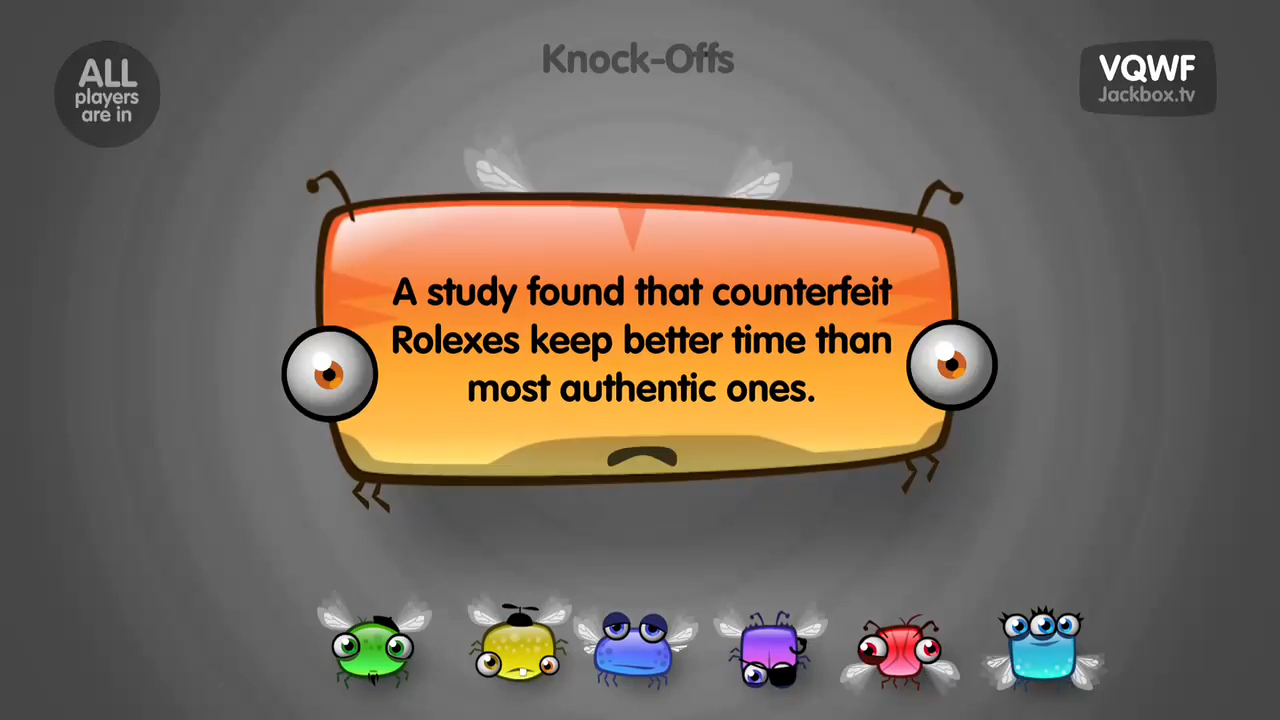 Knock-Offs
ALL
players
are in
VQWF
Jackbox.tv
A study found that counterfeit
Rolexes keep better time than
most authentic ones.